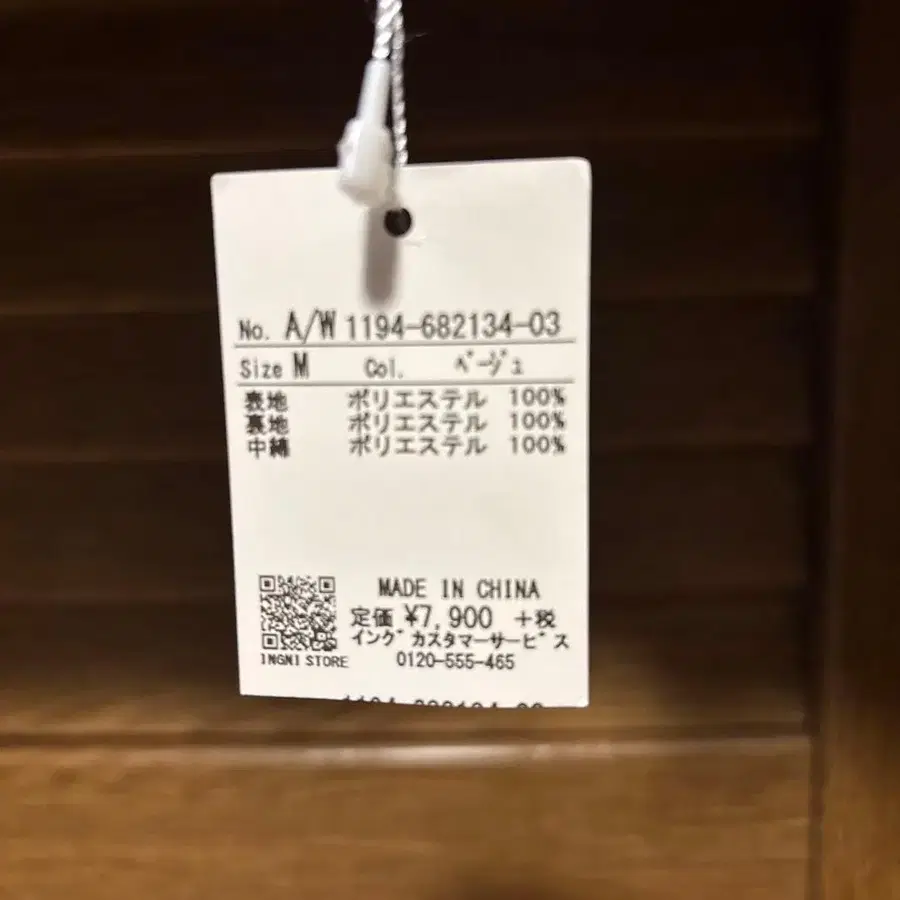 No. A/W 1194-682134-03
Size M Col. ベージュ
表地 ポリエステル 100%
裏地 ポリエステル 100%
中綿 ポリエステル 100%
MADE IN CHINA
定価 ¥7,900 +税
イング カスタマーサービス
INGNI STORE 0120-555-465